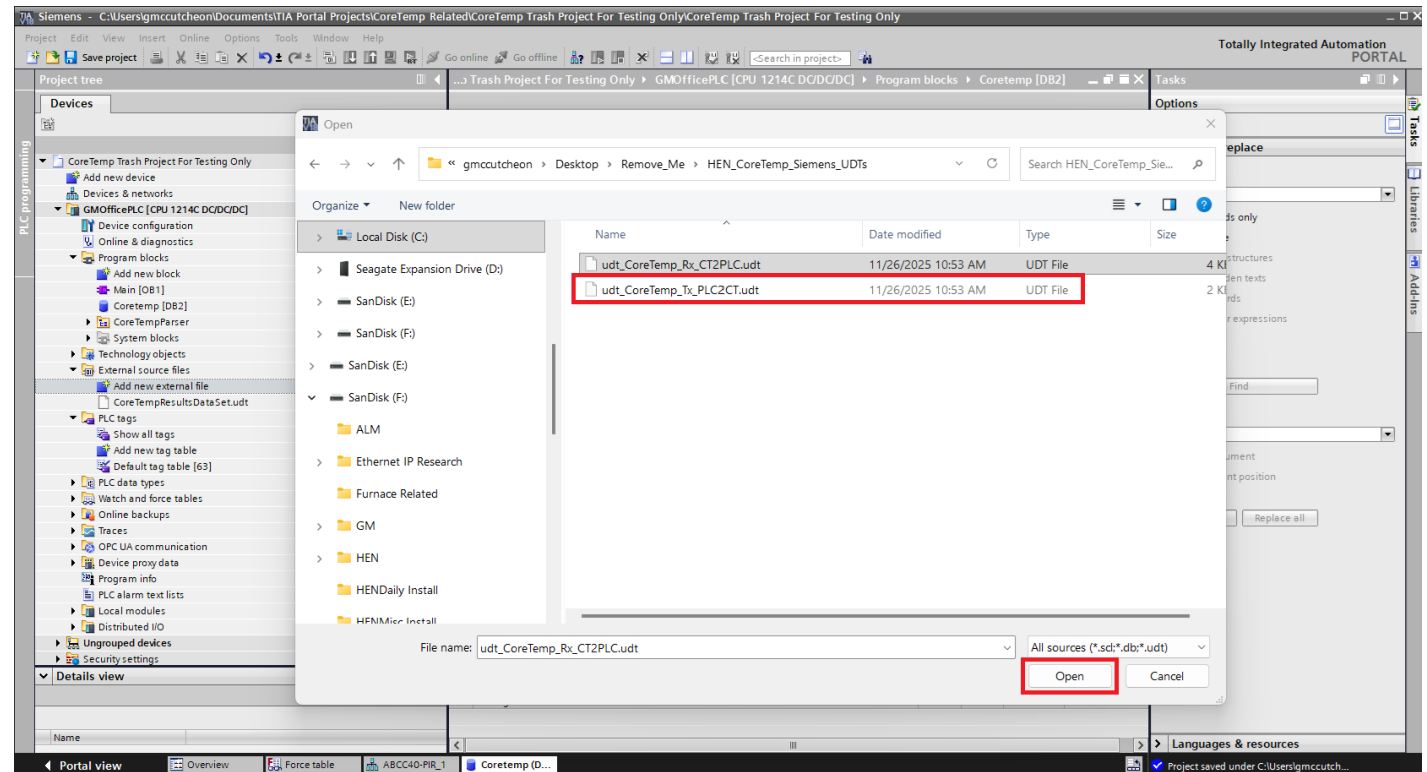 Siemens - C:\Users\gmccutcheon\Documents\TIA Portal Projects\CoreTemp Related\CoreTemp Trash Project For Testing Only\CoreTemp Trash Project For Testing Only
Project Edit View Insert Online Options Tools Window Help
Totally Integrated Automation
PORTAL
Save project Go online Go offline <Search in project>
Project tree
...o Trash Project For Testing Only GMOfficePLC [CPU 1214C DC/DC/DC] Program blocks Coretemp [DB2]
Tasks
Devices
Options
PLC programming
CoreTemp Trash Project For Testing Only
Add new device
Devices & networks
GMOfficePLC [CPU 1214C DC/DC/DC]
Device configuration
Online & diagnostics
Program blocks
Add new block
Main [OB1]
Coretemp [DB2]
CoreTempParser
System blocks
Technology objects
External source files
Add new external file
CoreTempResultsDataSet.udt
PLC tags
Show all tags
Add new tag table
Default tag table [63]
PLC data types
Watch and force tables
Online backups
Traces
OPC UA communication
Device proxy data
Program info
PLC alarm text lists
Local modules
Distributed I/O
Ungrouped devices
Security settings
Details view
Name
Open
« gmccutcheon Desktop Remove_Me HEN_CoreTemp_Siemens_UDTs
Search HEN_CoreTemp_Sie...
Organize New folder
Local Disk (C:)
Seagate Expansion Drive (D:)
SanDisk (E:)
SanDisk (F:)
SanDisk (E:)
SanDisk (F:)
ALM
Ethernet IP Research
Furnace Related
GM
HEN
HENDaily Install
HENMisc Install
Name Date modified Type Size
udt_CoreTemp_Rx_CT2PLC.udt 11/26/2025 10:53 AM UDT File 4 K
udt_CoreTemp_Tx_PLC2CT.udt 11/26/2025 10:53 AM UDT File 2 K
File name: udt_CoreTemp_Rx_CT2PLC.udt
All sources (*.scl;*.db;*.udt)
Open Cancel
eplace
ds only
structures
den texts
rds
r expressions
Find
ument
nt position
Replace all
Languages & resources
Tasks
Libraries
Add-Ins
Portal view Overview Force table ABCC40-PIR_1 Coretemp (D...
Project saved under C:\Users\gmccutch...